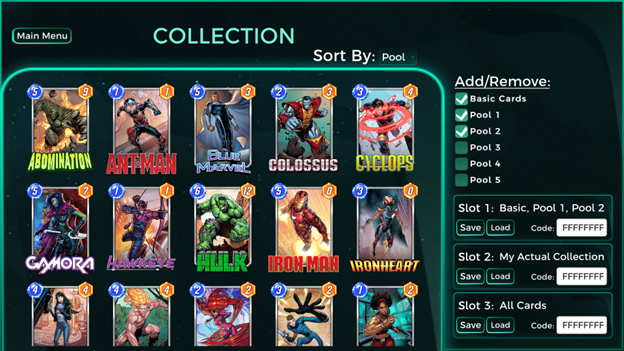 Main Menu
COLLECTION
Sort By: Pool
Add/Remove:
Basic Cards
Pool 1
Pool 2
Pool 3
Pool 4
Pool 5
5 9 1 1 5 3 2 3 3 4
ABOMINATION ANT-MAN BLUE MARVEL COLOSSUS CYCLOPS
5 7 1 1 6 12 5 0 3 0
GAMORA HAWKEYE HULK IRON-MAN IRONHEART
4 4 4 4 4 2 3 2 1 2
Slot 1: Basic, Pool 1, Pool 2
Save Load Code: FFFFFFFF
Slot 2: My Actual Collection
Save Load Code: FFFFFFFF
Slot 3: All Cards
Save Load Code: FFFFFFFF